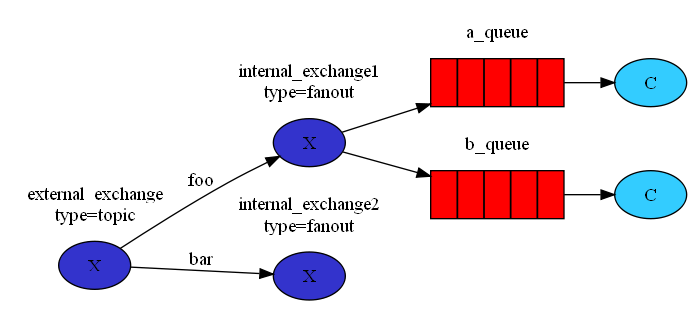 a_queue
internal_exchange1
type=fanout
C
X
b_queue
foo
external_exchange
type=topic
internal_exchange2
type=fanout
C
bar
X
X